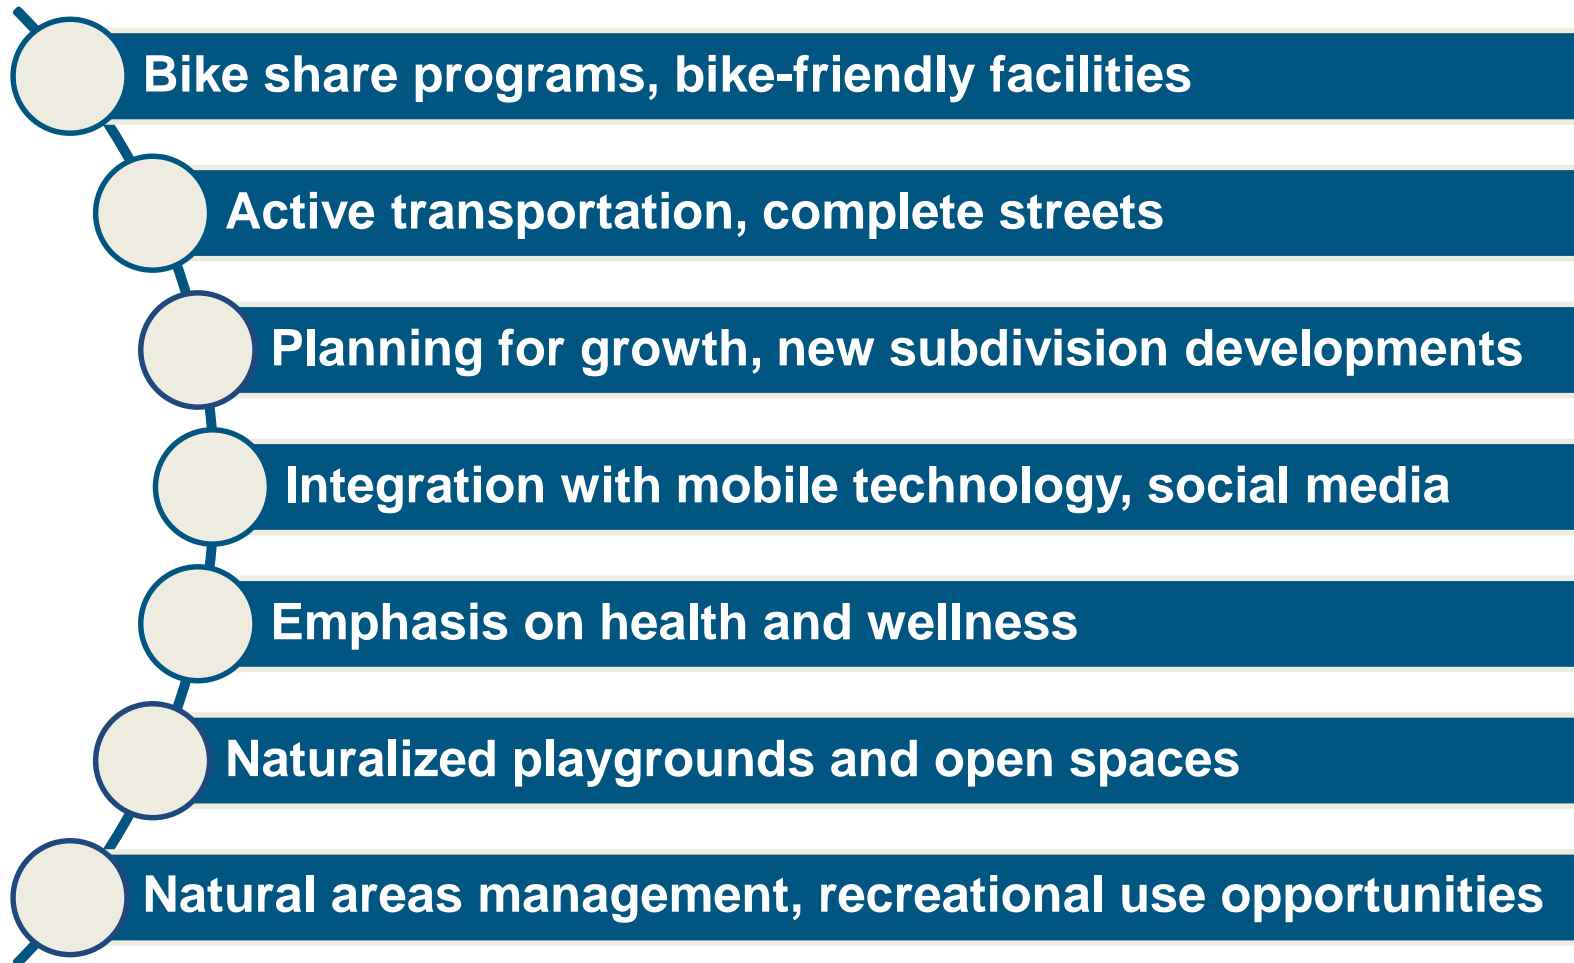 Bike share programs, bike-friendly facilities
Active transportation, complete streets
Planning for growth, new subdivision developments
Integration with mobile technology, social media
Emphasis on health and wellness
Naturalized playgrounds and open spaces
Natural areas management, recreational use opportunities